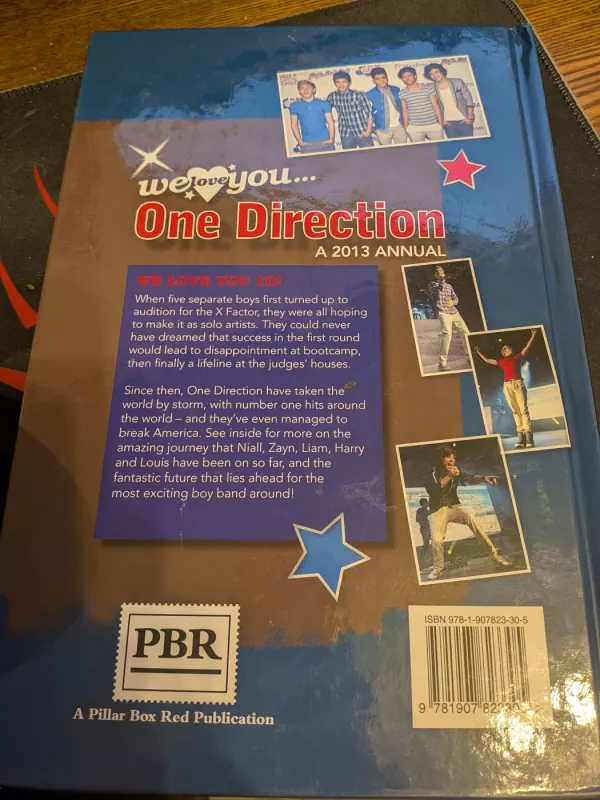 we love you...
One Direction
A 2013 ANNUAL
WE LOVE YOU 1D!
When five separate boys first turned up to
audition for the X Factor, they were all hoping
to make it as solo artists. They could never
have dreamed that success in the first round
would lead to disappointment at bootcamp,
then finally a lifeline at the judges' houses.
Since then, One Direction have taken the
world by storm, with number one hits around
the world – and they've even managed to
break America. See inside for more on the
amazing journey that Niall, Zayn, Liam, Harry
and Louis have been on so far, and the
fantastic future that lies ahead for the
most exciting boy band around!
PBR
A Pillar Box Red Publication
ISBN 978-1-907823-30-5
9 781907 82330